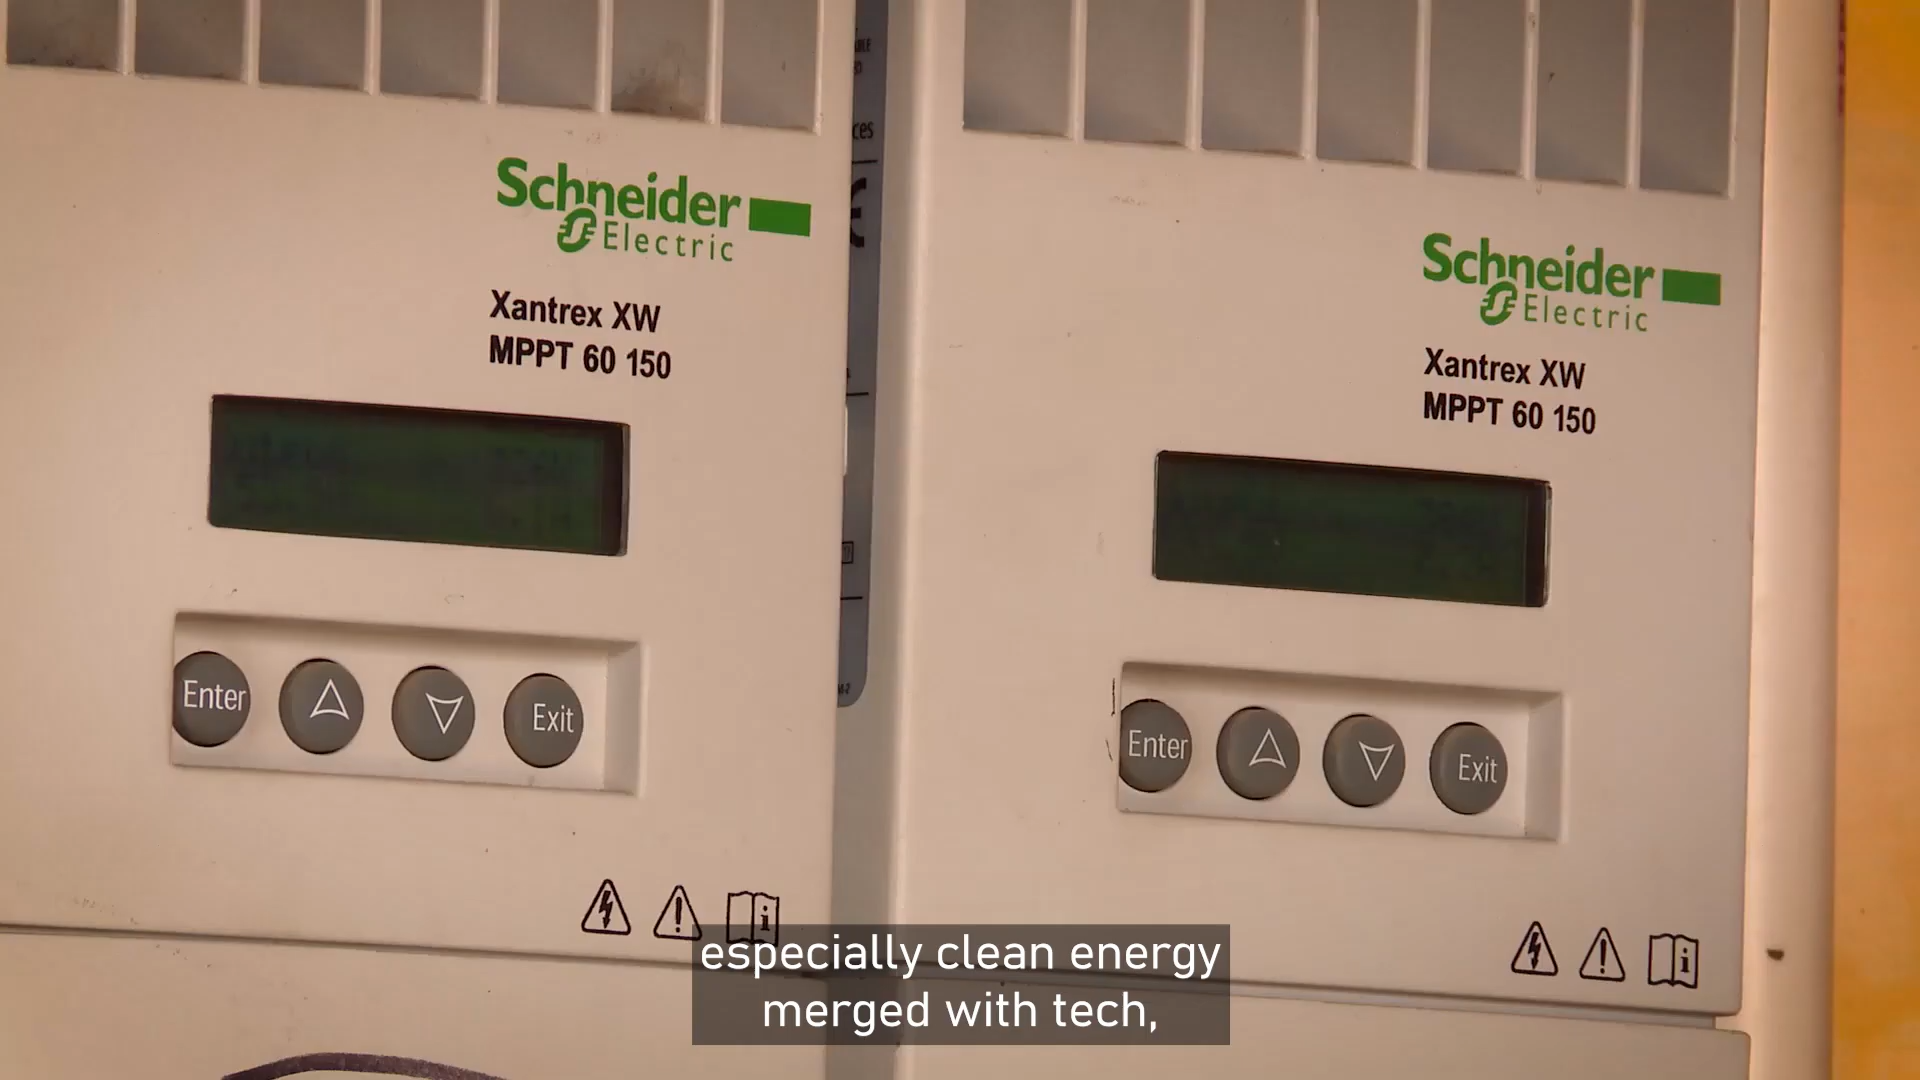 Schneider
Electric
Xantrex XW
MPPT 60 150
Enter
Exit
Schneider
Electric
Xantrex XW
MPPT 60 150
Enter
Exit
especially clean energy
merged with tech,